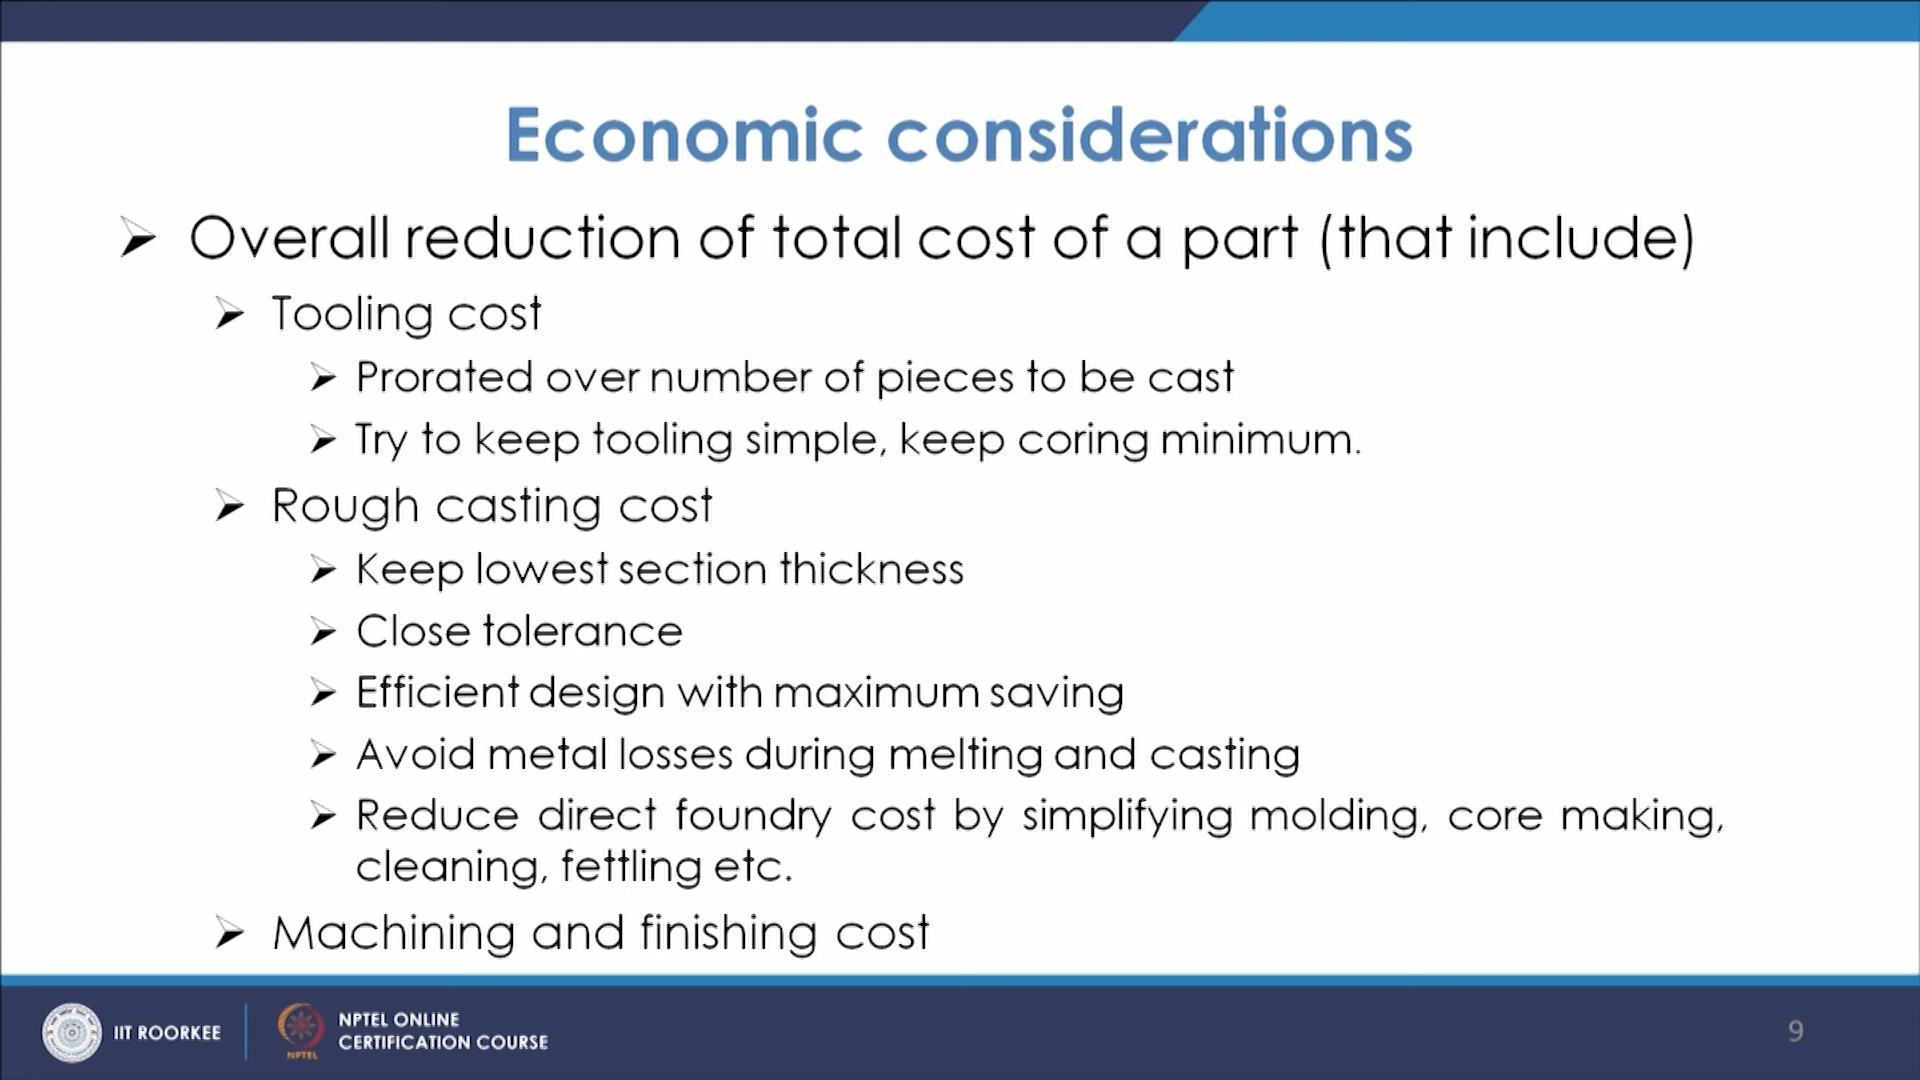 Economic considerations
Overall reduction of total cost of a part (that include)
Tooling cost
Prorated over number of pieces to be cast
Try to keep tooling simple, keep coring minimum.
Rough casting cost
Keep lowest section thickness
Close tolerance
Efficient design with maximum saving
Avoid metal losses during melting and casting
Reduce direct foundry cost by simplifying molding, core making,
cleaning, fettling etc.
Machining and finishing cost
IIT ROORKEE
NPTEL
NPTEL ONLINE
CERTIFICATION COURSE
9